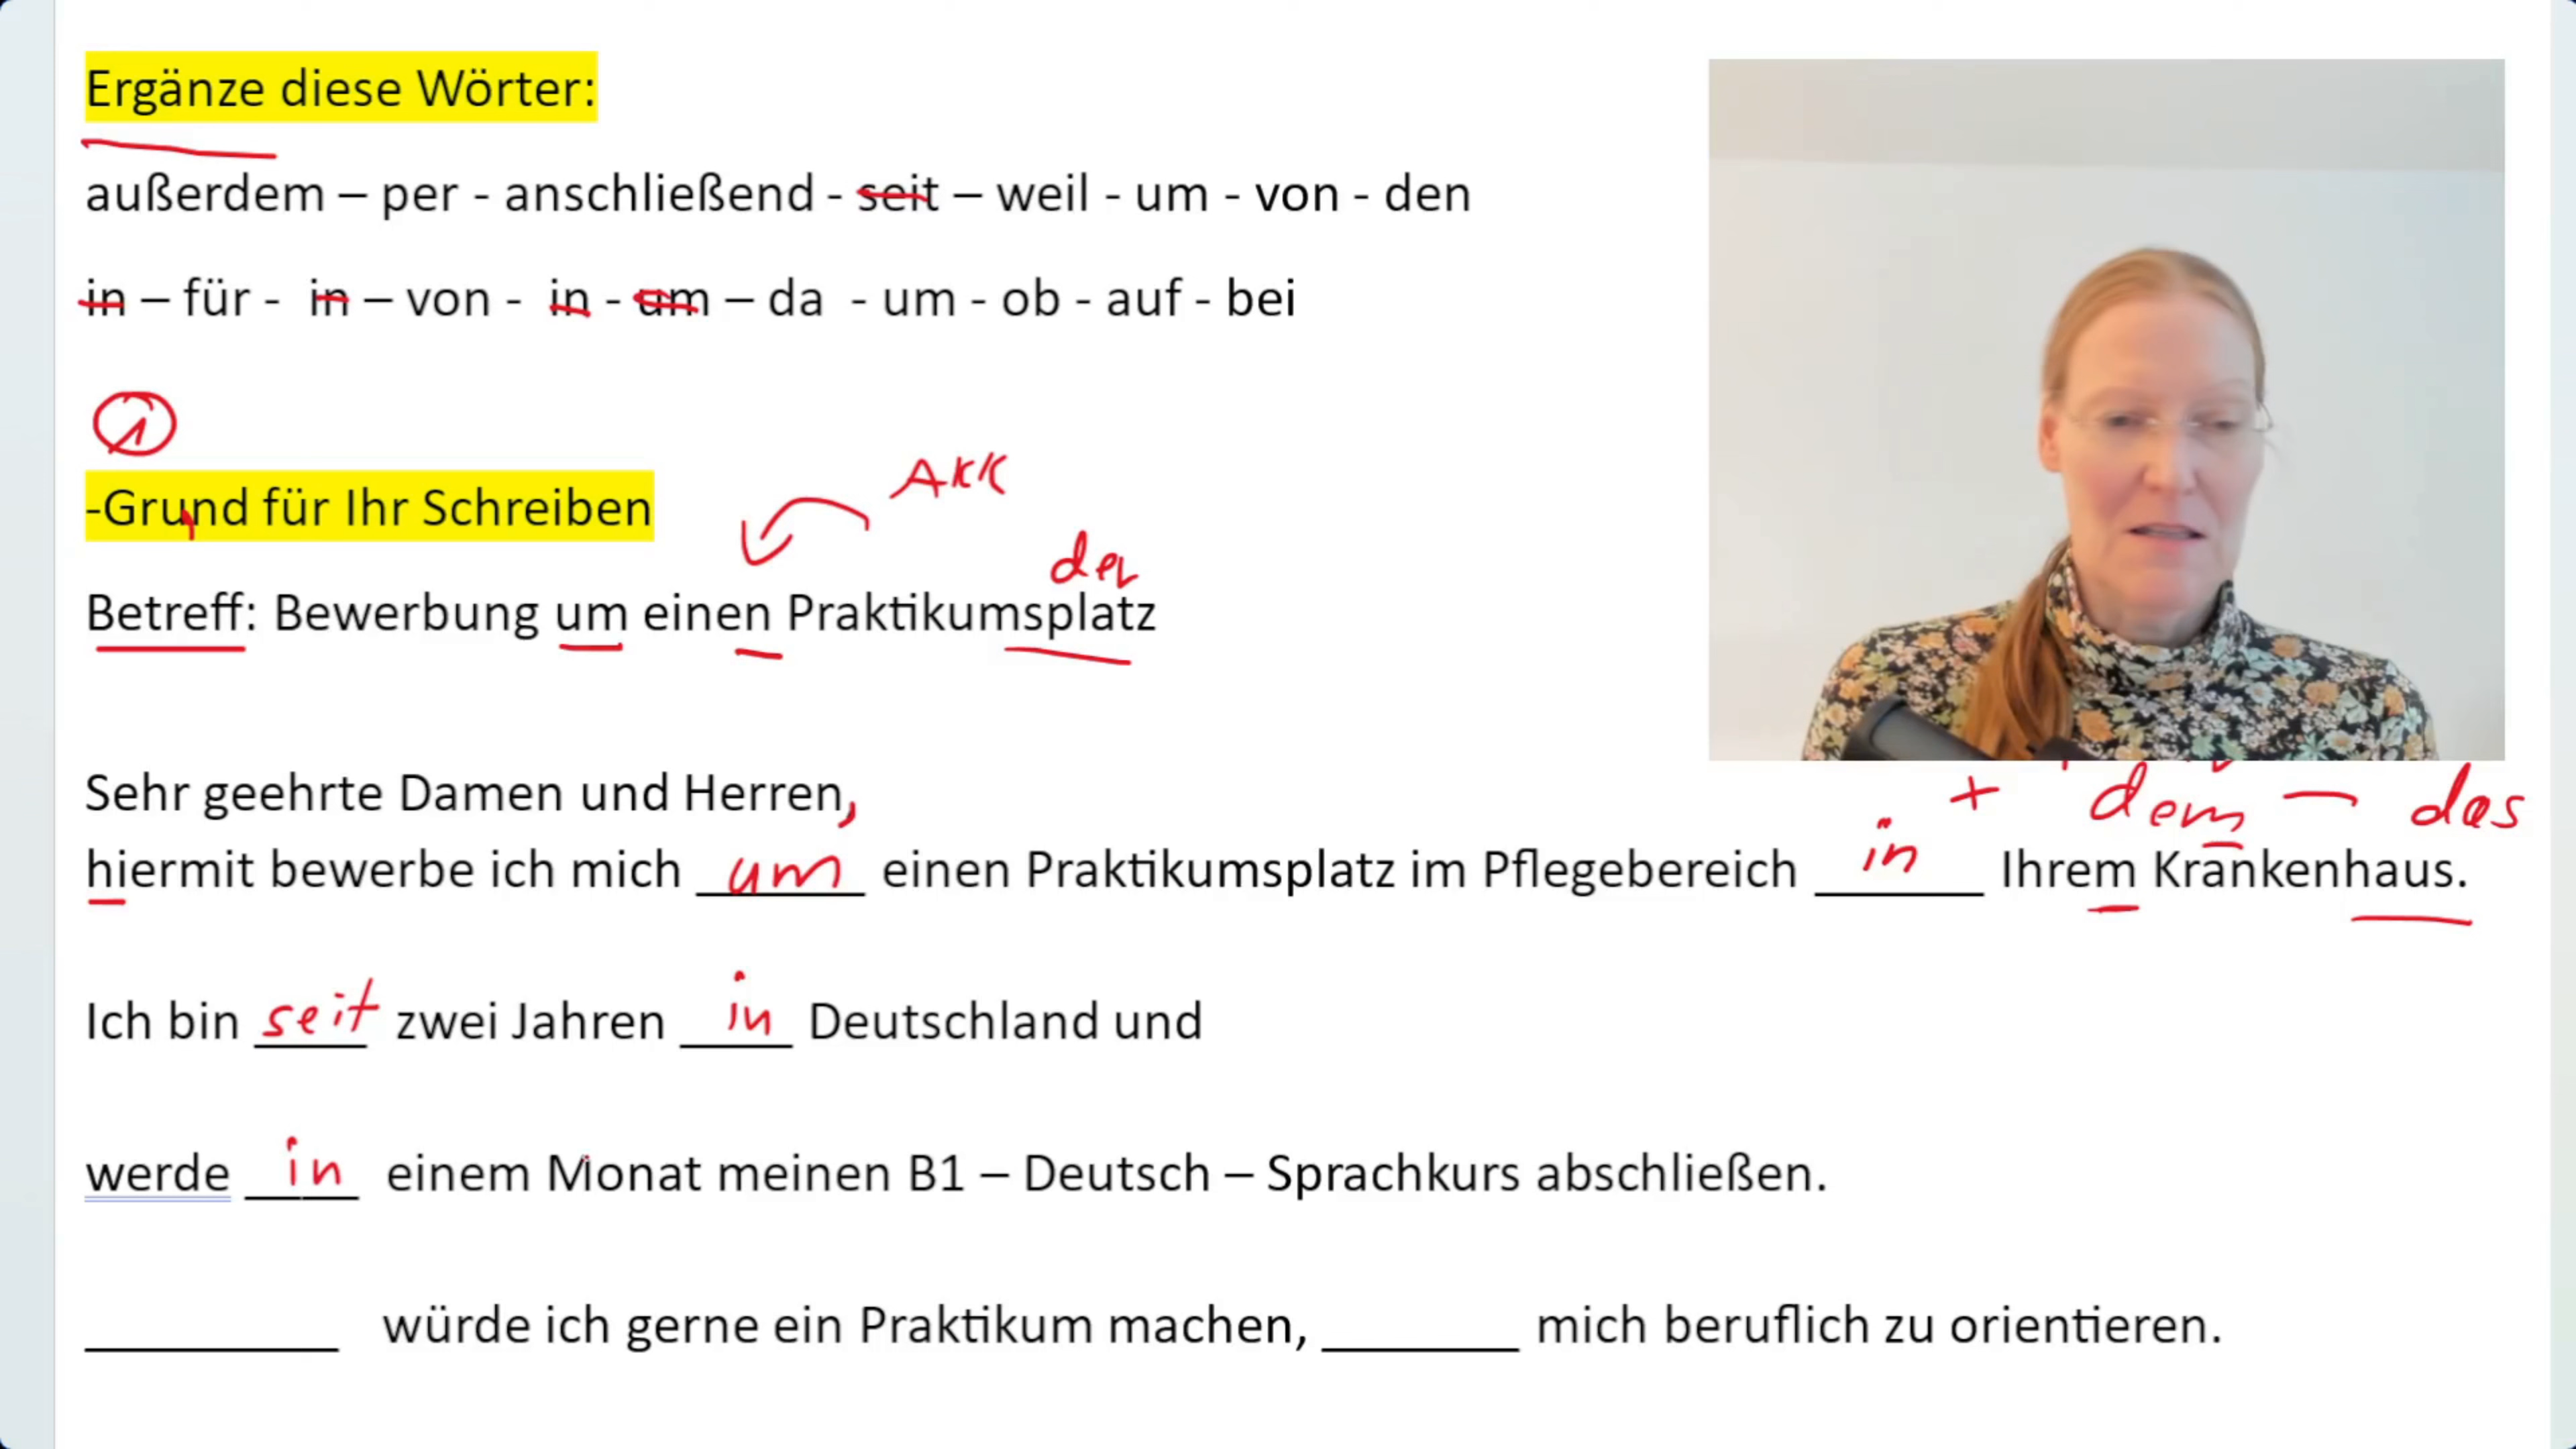 Ergänze diese Wörter:
außerdem – per - anschließend - seit – weil - um - von - den
in – für - in – von - in - um – da - um - ob - auf - bei
1
-Grund für Ihr Schreiben
AKK
der
Betreff: Bewerbung um einen Praktikumsplatz
Sehr geehrte Damen und Herren,
+ dem – das
hiermit bewerbe ich mich um einen Praktikumsplatz im Pflegebereich in Ihrem Krankenhaus.
Ich bin seit zwei Jahren in Deutschland und
werde in einem Monat meinen B1 – Deutsch – Sprachkurs abschließen.
__________ würde ich gerne ein Praktikum machen, ________ mich beruflich zu orientieren.